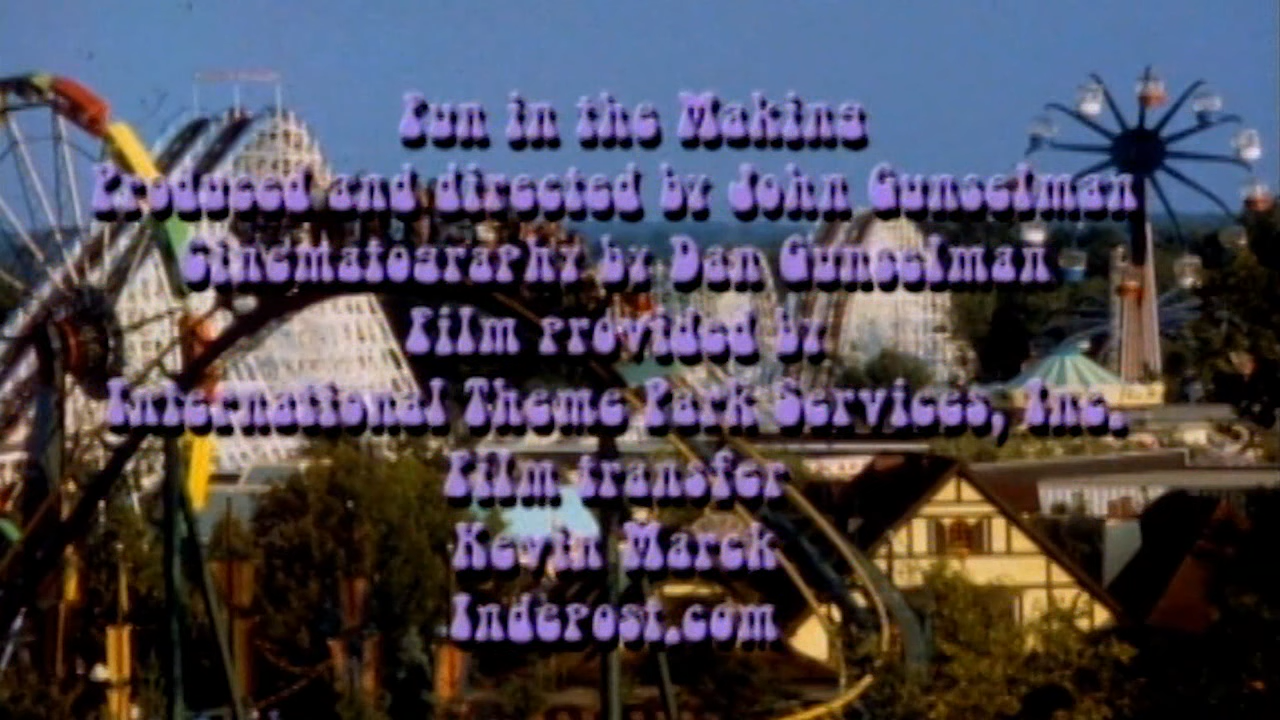 Fun in the Making
Produced and directed by John Gunselman
Cinematography by Dan Gunselman
Film provided by
International Theme Park Services, Inc.
Film transfer
Kevin Marck
Indepost.com